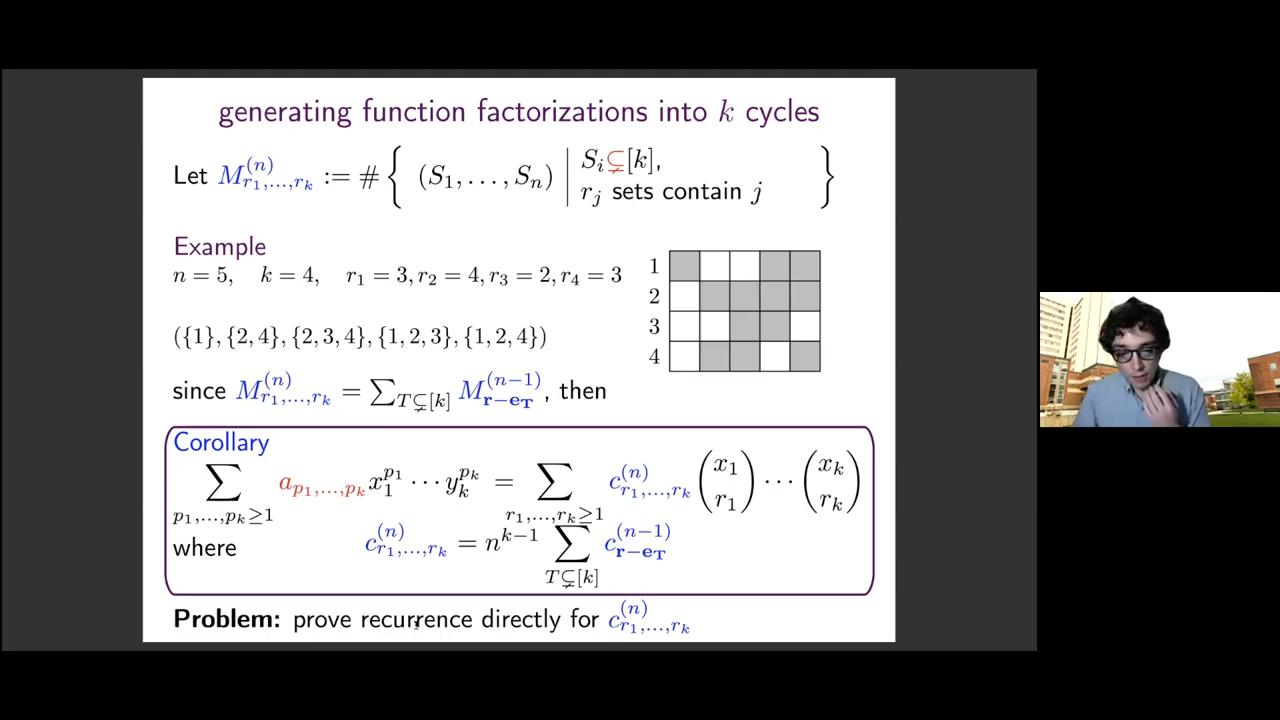 generating function factorizations into k cycles
Let M^{(n)}_{r_1,...,r_k} := # { (S_1, ..., S_n) | S_i ⊊ [k],
r_j sets contain j }
Example
n = 5, k = 4, r_1 = 3, r_2 = 4, r_3 = 2, r_4 = 3
1
2
3
4
({1}, {2, 4}, {2, 3, 4}, {1, 2, 3}, {1, 2, 4})
since M^{(n)}_{r_1,...,r_k} = ∑_{T⊊[k]} M^{(n-1)}_{r-e_T}, then
Corollary
∑_{p_1,...,p_k≥1} a_{p_1,...,p_k} x_1^{p_1} ··· y_k^{p_k} = ∑_{r_1,...,r_k≥1} c^{(n)}_{r_1,...,r_k} \binom{x_1}{r_1} ··· \binom{x_k}{r_k}
where c^{(n)}_{r_1,...,r_k} = n^{k-1} ∑_{T⊊[k]} c^{(n-1)}_{r-e_T}
Problem: prove recurrence directly for c^{(n)}_{r_1,...,r_k}